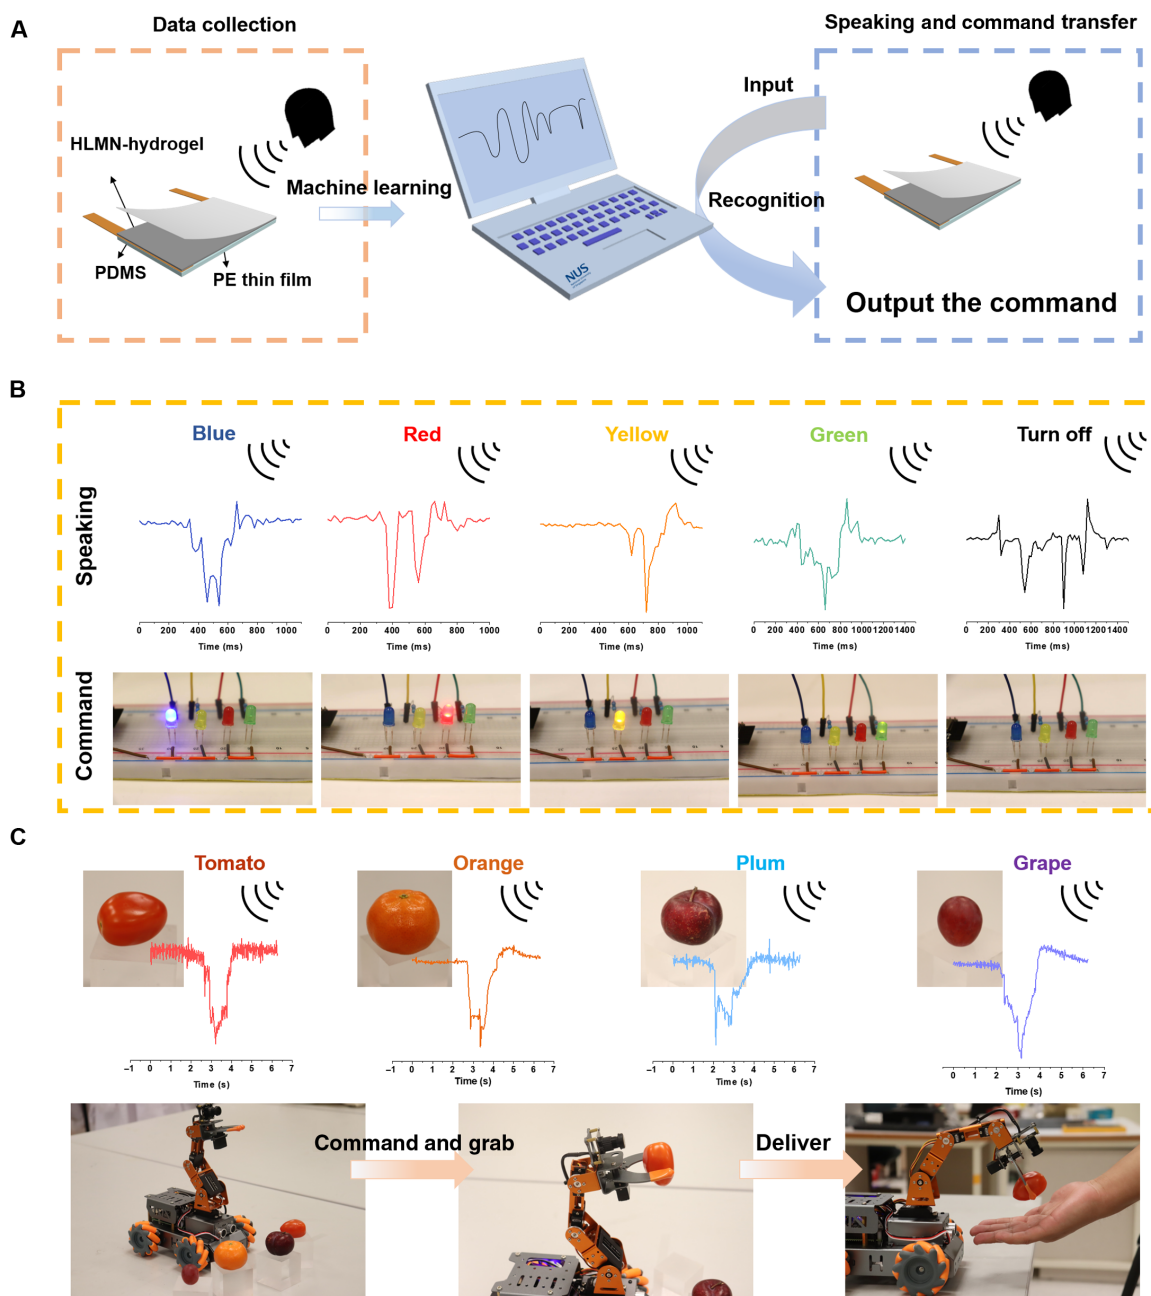 A
Data collection
Speaking and command transfer
HLMN-hydrogel
PDMS
PE thin film
Machine learning
NUS
Input
Recognition
Output the command
B
Speaking
Blue
Red
Yellow
Green
Turn off
0 200 400 600 800 1000
Time (ms)
0 200 400 600 800 1000
Time (ms)
0 200 400 600 800 1000
Time (ms)
0 200 400 600 800 1000 1200 1400
Time (ms)
0 200 400 600 800 1000 1200 1400
Time (ms)
Command
C
Tomato
Orange
Plum
Grape
−1 0 1 2 3 4 5 6 7
Time (s)
−1 0 1 2 3 4 5 6 7
Time (s)
−1 0 1 2 3 4 5 6 7
Time (s)
0 1 2 3 4 5 6 7
Time (s)
Command and grab
Deliver